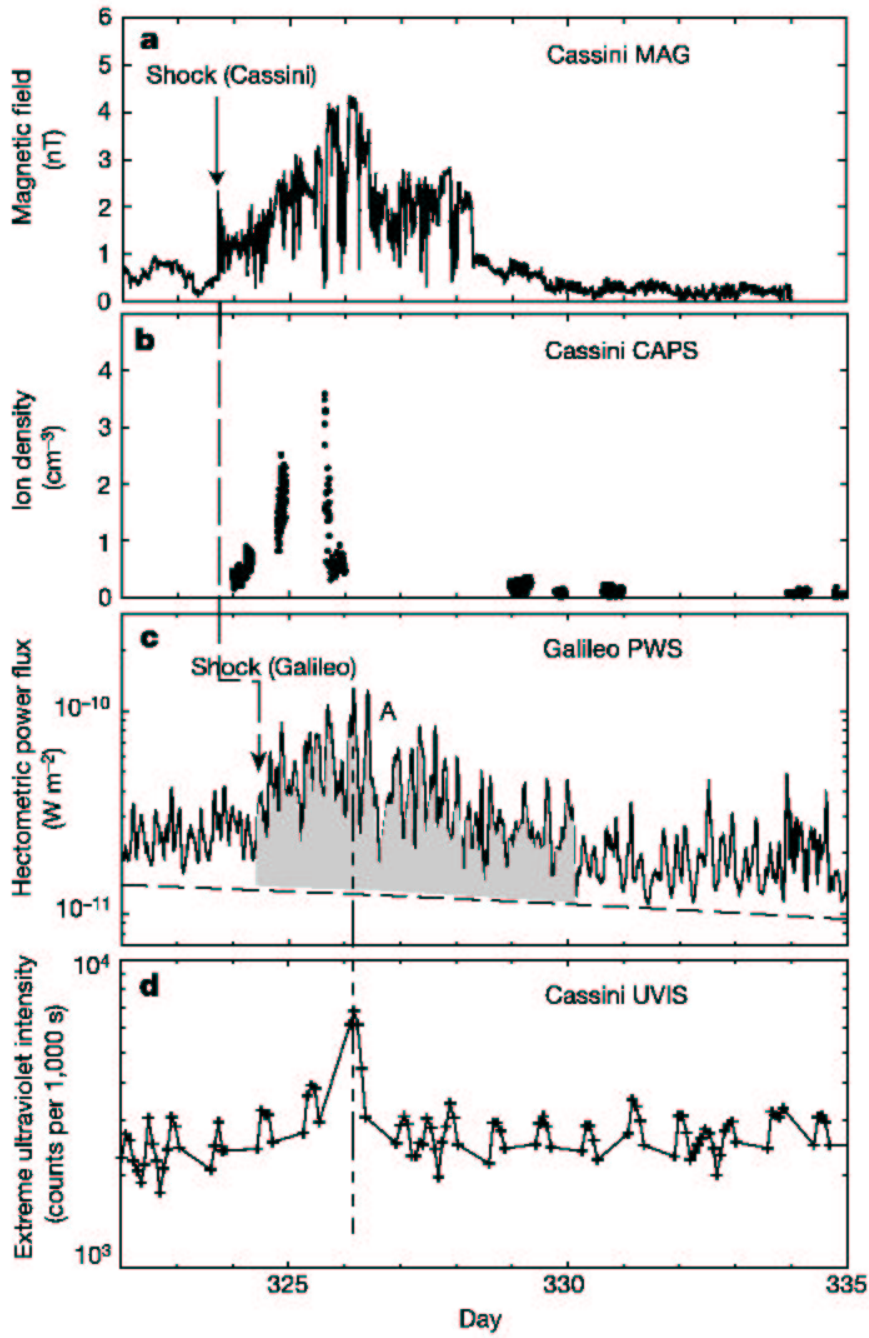 a
Cassini MAG
Shock (Cassini)
Magnetic field
(nT)
6
5
4
3
2
1
0
b
Cassini CAPS
Ion density
(cm⁻³)
4
3
2
1
0
c
Galileo PWS
Shock (Galileo)
A
Hectometric power flux
(W m⁻²)
10⁻¹⁰
10⁻¹¹
d
Cassini UVIS
Extreme ultraviolet intensity
(counts per 1,000 s)
10⁴
10³
325
330
335
Day